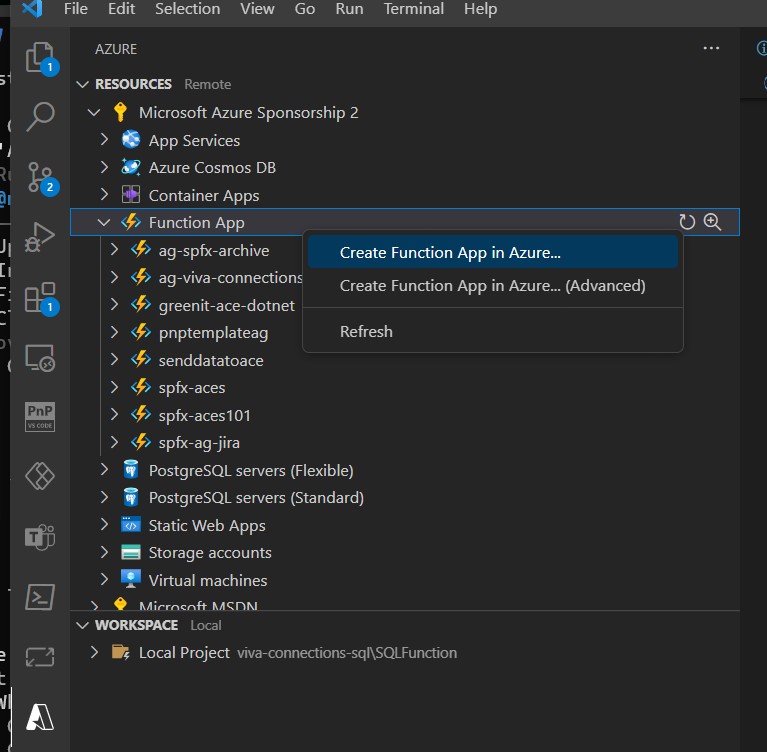 File Edit Selection View Go Run Terminal Help
AZURE
RESOURCES Remote
Microsoft Azure Sponsorship 2
App Services
Azure Cosmos DB
Container Apps
Function App
ag-spfx-archive
ag-viva-connections
greenit-ace-dotnet
pnptemplateag
senddatatoace
spfx-aces
spfx-aces101
spfx-ag-jira
Create Function App in Azure...
Create Function App in Azure... (Advanced)
Refresh
PostgreSQL servers (Flexible)
PostgreSQL servers (Standard)
Static Web Apps
Storage accounts
Virtual machines
Microsoft MSDN
WORKSPACE Local
Local Project viva-connections-sql\SQLFunction
1
2
1
PnP
VS CODE